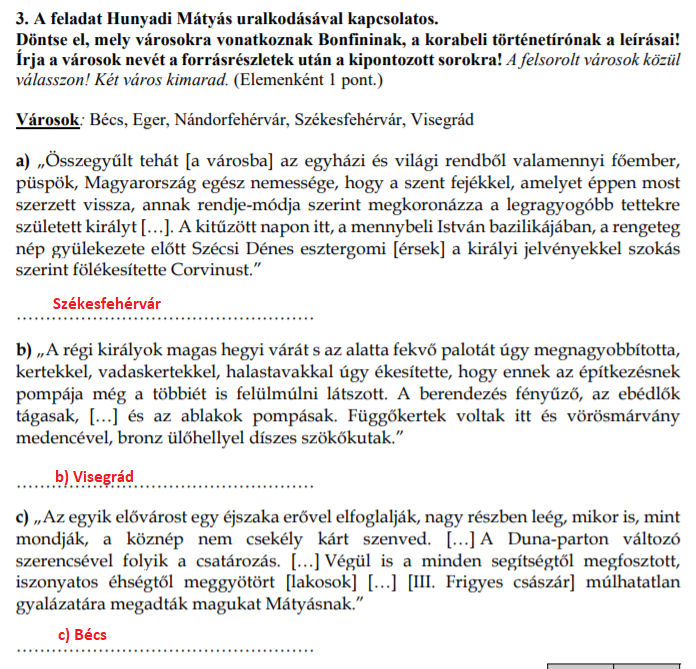 3. A feladat Hunyadi Mátyás uralkodásával kapcsolatos.
Döntse el, mely városokra vonatkoznak Bonfininak, a korabeli történetírónak a leírásai!
Írja a városok nevét a forrásrészletek után a kipontozott sorokra! A felsorolt városok közül
válasszon! Két város kimarad. (Elemenként 1 pont.)
Városok: Bécs, Eger, Nándorfehérvár, Székesfehérvár, Visegrád
a) „Összegyűlt tehát [a városba] az egyházi és világi rendből valamennyi főember,
püspök, Magyarország egész nemessége, hogy a szent fejékkel, amelyet éppen most
szerzett vissza, annak rendje-módja szerint megkoronázza a legragyogóbb tettekre
született királyt […]. A kitűzött napon itt, a mennybeli István bazilikájában, a rengeteg
nép gyülekezete előtt Szécsi Dénes esztergomi [érsek] a királyi jelvényekkel szokás
szerint fölékesítette Corvinust.”
Székesfehérvár
b) „A régi királyok magas hegyi várát s az alatta fekvő palotát úgy megnagyobbította,
kertekkel, vadaskertekkel, halastavakkal úgy ékesítette, hogy ennek az építkezésnek
pompája még a többiét is felülmúlni látszott. A berendezés fényűző, az ebédlők
tágasak, […] és az ablakok pompásak. Függőkertek voltak itt és vörösmárvány
medencével, bronz ülőhellyel díszes szökőkutak.”
b) Visegrád
c) „Az egyik elővárost egy éjszaka erővel elfoglalják, nagy részben leég, mikor is, mint
mondják, a köznép nem csekély kárt szenved. […] A Duna-parton változó
szerencsével folyik a csatározás. […] Végül is a minden segítségtől megfosztott,
iszonyatos éhségtől meggyötört [lakosok] […] [III. Frigyes császár] múlhatatlan
gyalázatára megadták magukat Mátyásnak.”
c) Bécs